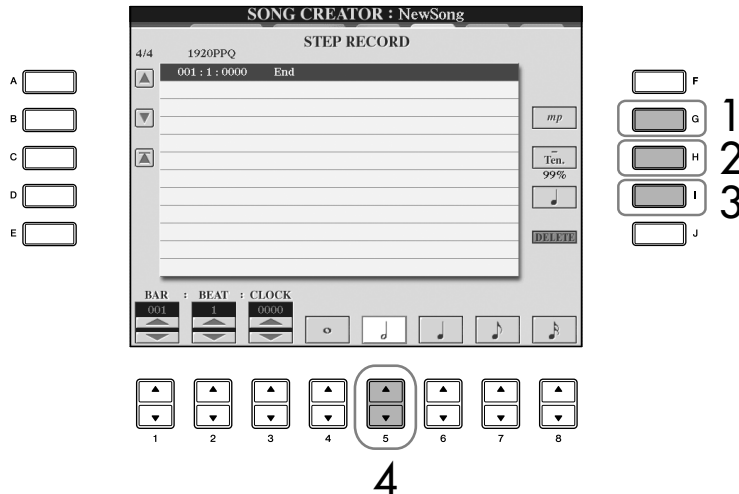 SONG CREATOR : NewSong
STEP RECORD
4/4 1920PPQ
001 : 1 : 0000 End
A
B
C
D
E
mp
Ten.
99%
DELETE
F
G 1
H 2
I 3
J
BAR : BEAT : CLOCK
001 1 0000
1 2 3 4 5 6 7 8
4